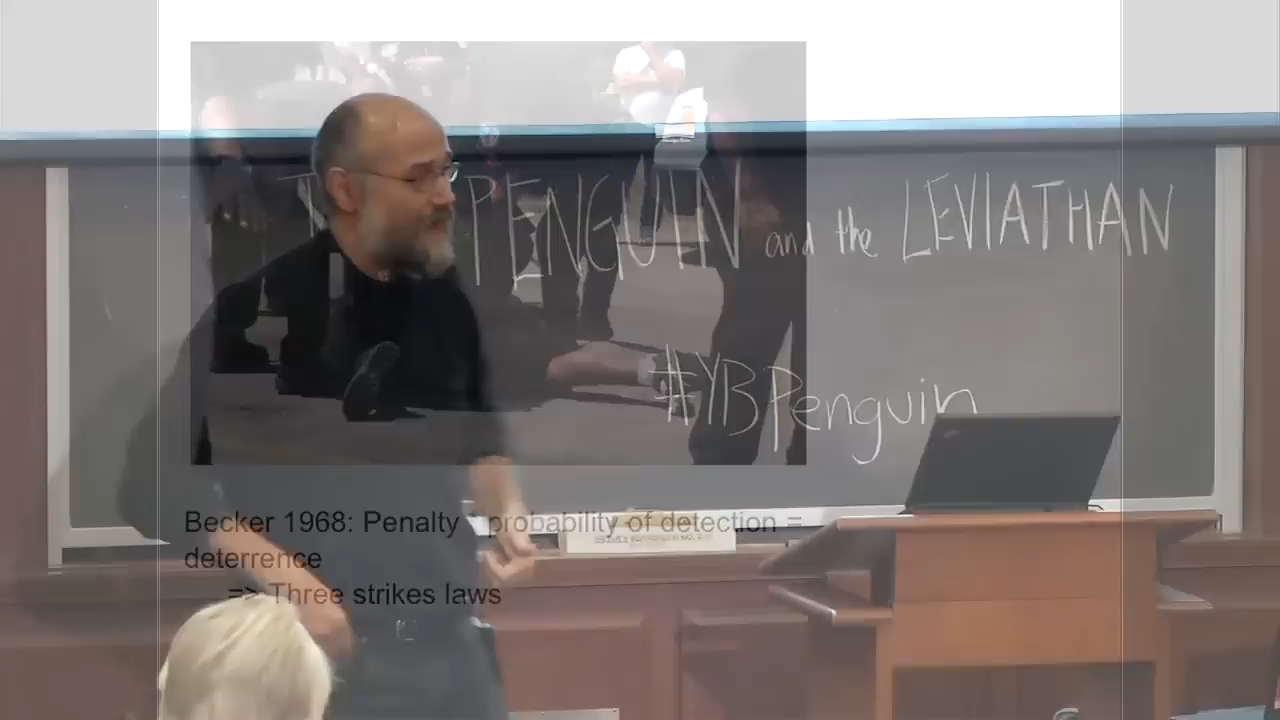 PENGUIN and the LEVIATHAN
#YBPenguin
Becker 1968: Penalty probability of detection =
deterrence
=> Three strikes laws